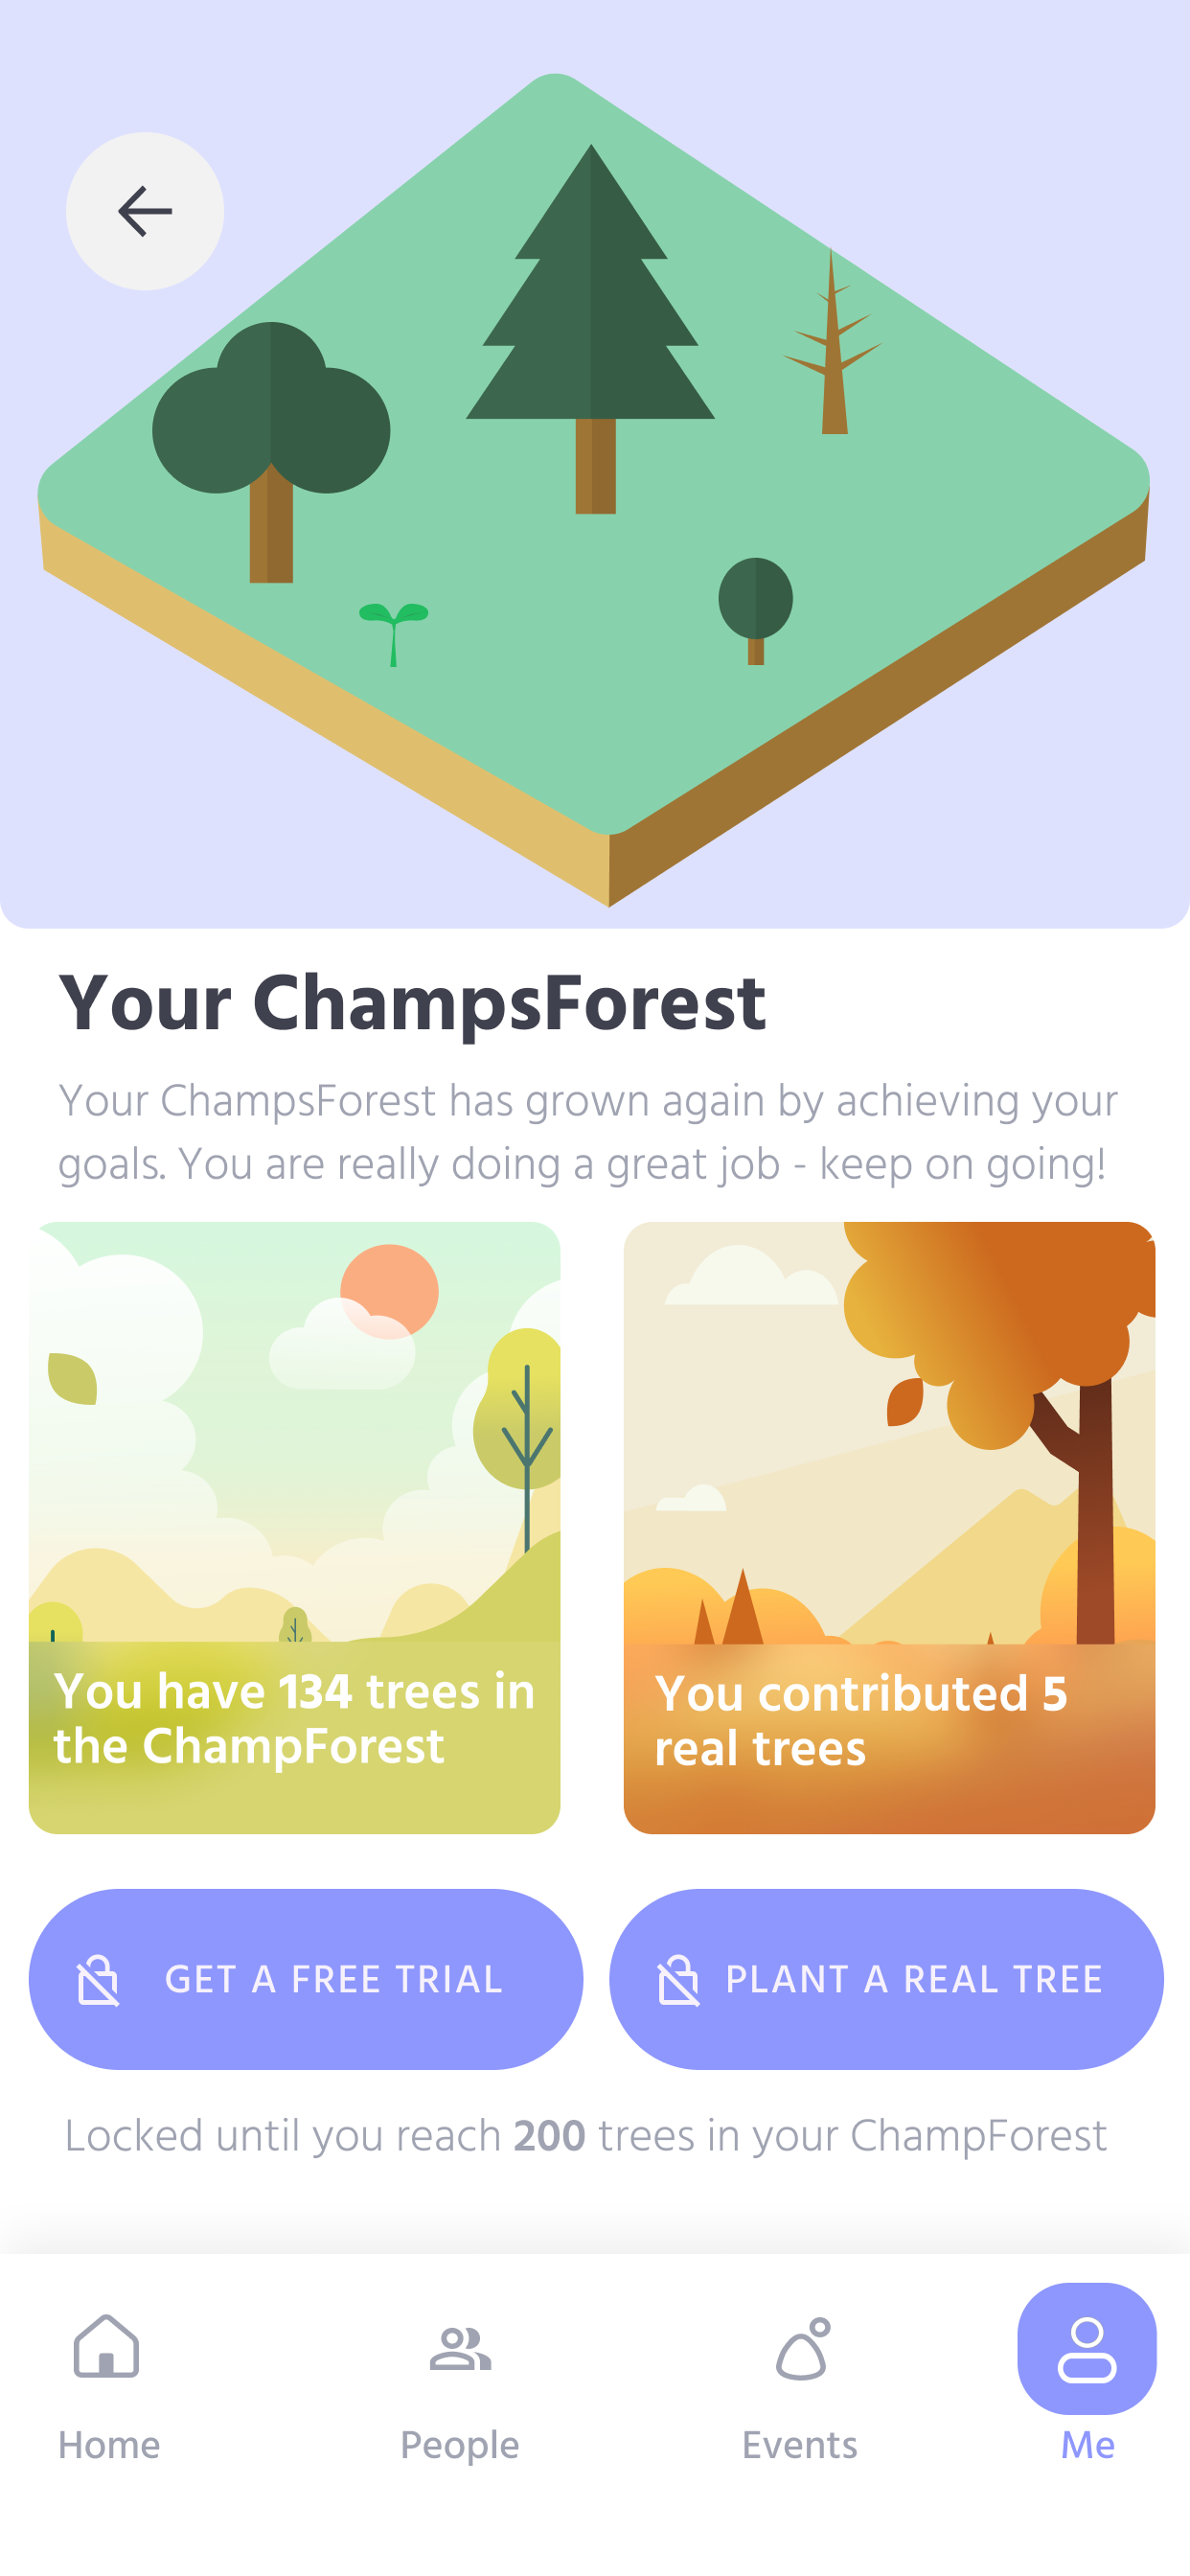 Your ChampsForest
Your ChampsForest has grown again by achieving your
goals. You are really doing a great job - keep on going!
You have 134 trees in
the ChampForest
You contributed 5
real trees
GET A FREE TRIAL
PLANT A REAL TREE
Locked until you reach 200 trees in your ChampForest
Home
People
Events
Me